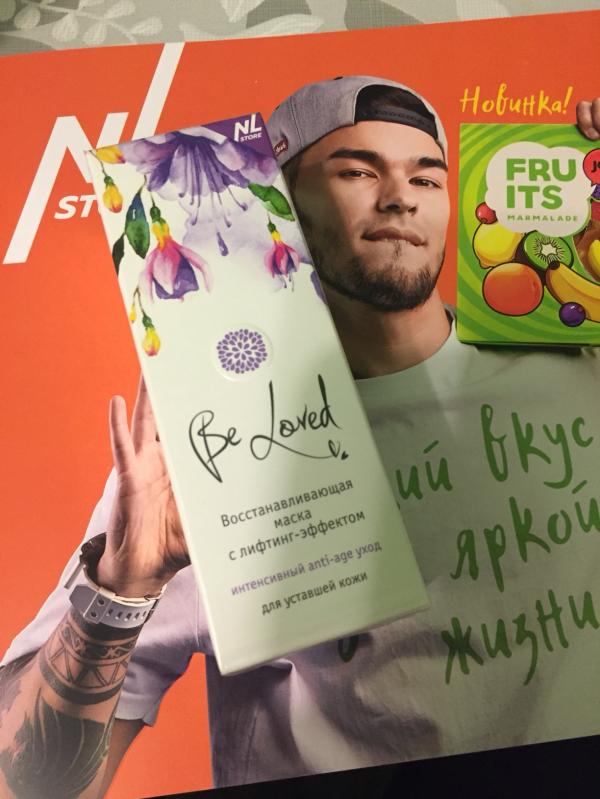 NL
STORE
NL
STORE
Be Loved
Восстанавливающая
маска
с лифтинг-эффектом
интенсивный anti-age уход
для уставшей кожи
Новинка!
FRU
ITS
MARMALADE
вкус
яркой
жизни